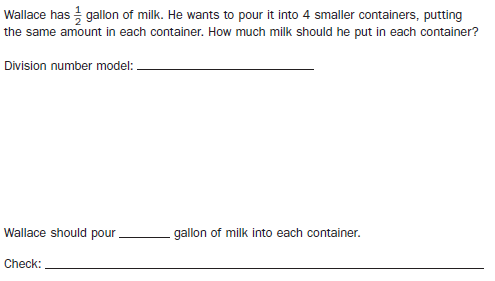 Wallace has 1/2 gallon of milk. He wants to pour it into 4 smaller containers, putting
the same amount in each container. How much milk should he put in each container?
Division number model: ____________________
Wallace should pour ________ gallon of milk into each container.
Check: ____________________